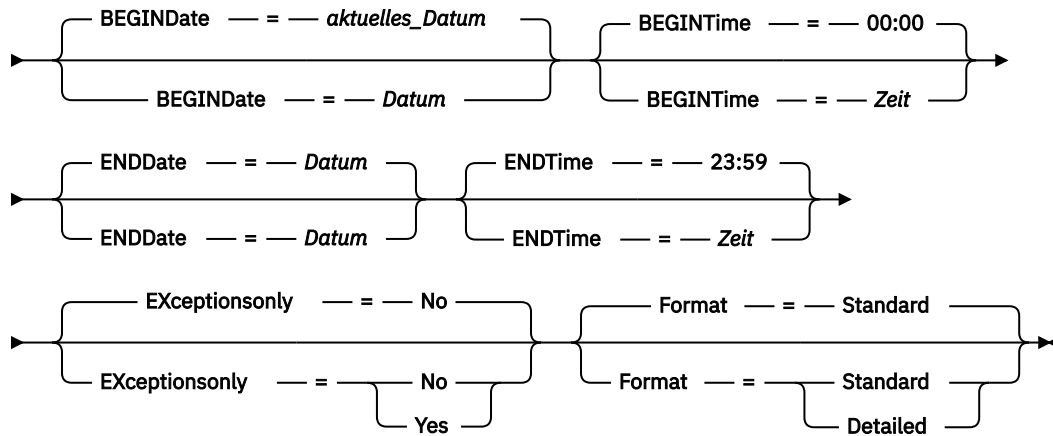 BEGINDate = aktuelles_Datum BEGINTime = 00:00
BEGINDate = Datum BEGINTime = Zeit
ENDDate = Datum ENDTime = 23:59
ENDDate = Datum ENDTime = Zeit
EXceptionsonly = No Format = Standard
EXceptionsonly = No Format = Standard
Yes Detailed